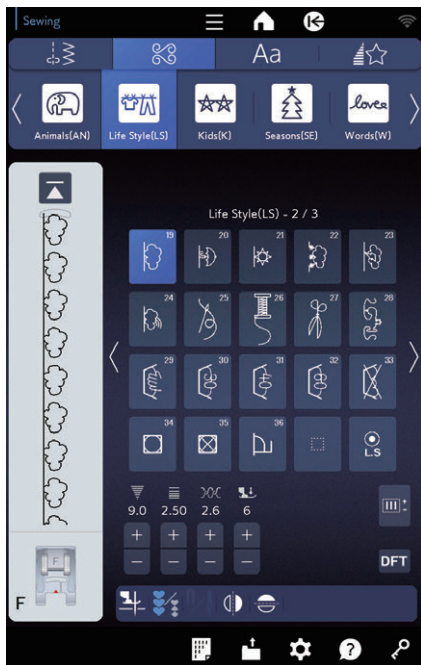 Sewing
Aa
Animals(AN) Life Style(LS) Kids(K) Seasons(SE) Words(W)
lovee
Life Style(LS) - 2 / 3
19 20 21 22 23
24 25 26 27 28
29 30 31 32 33
34 35 36
L.S
9.0 2.50 2.6 6
+ + + +
− − − −
DFT
F
F
?